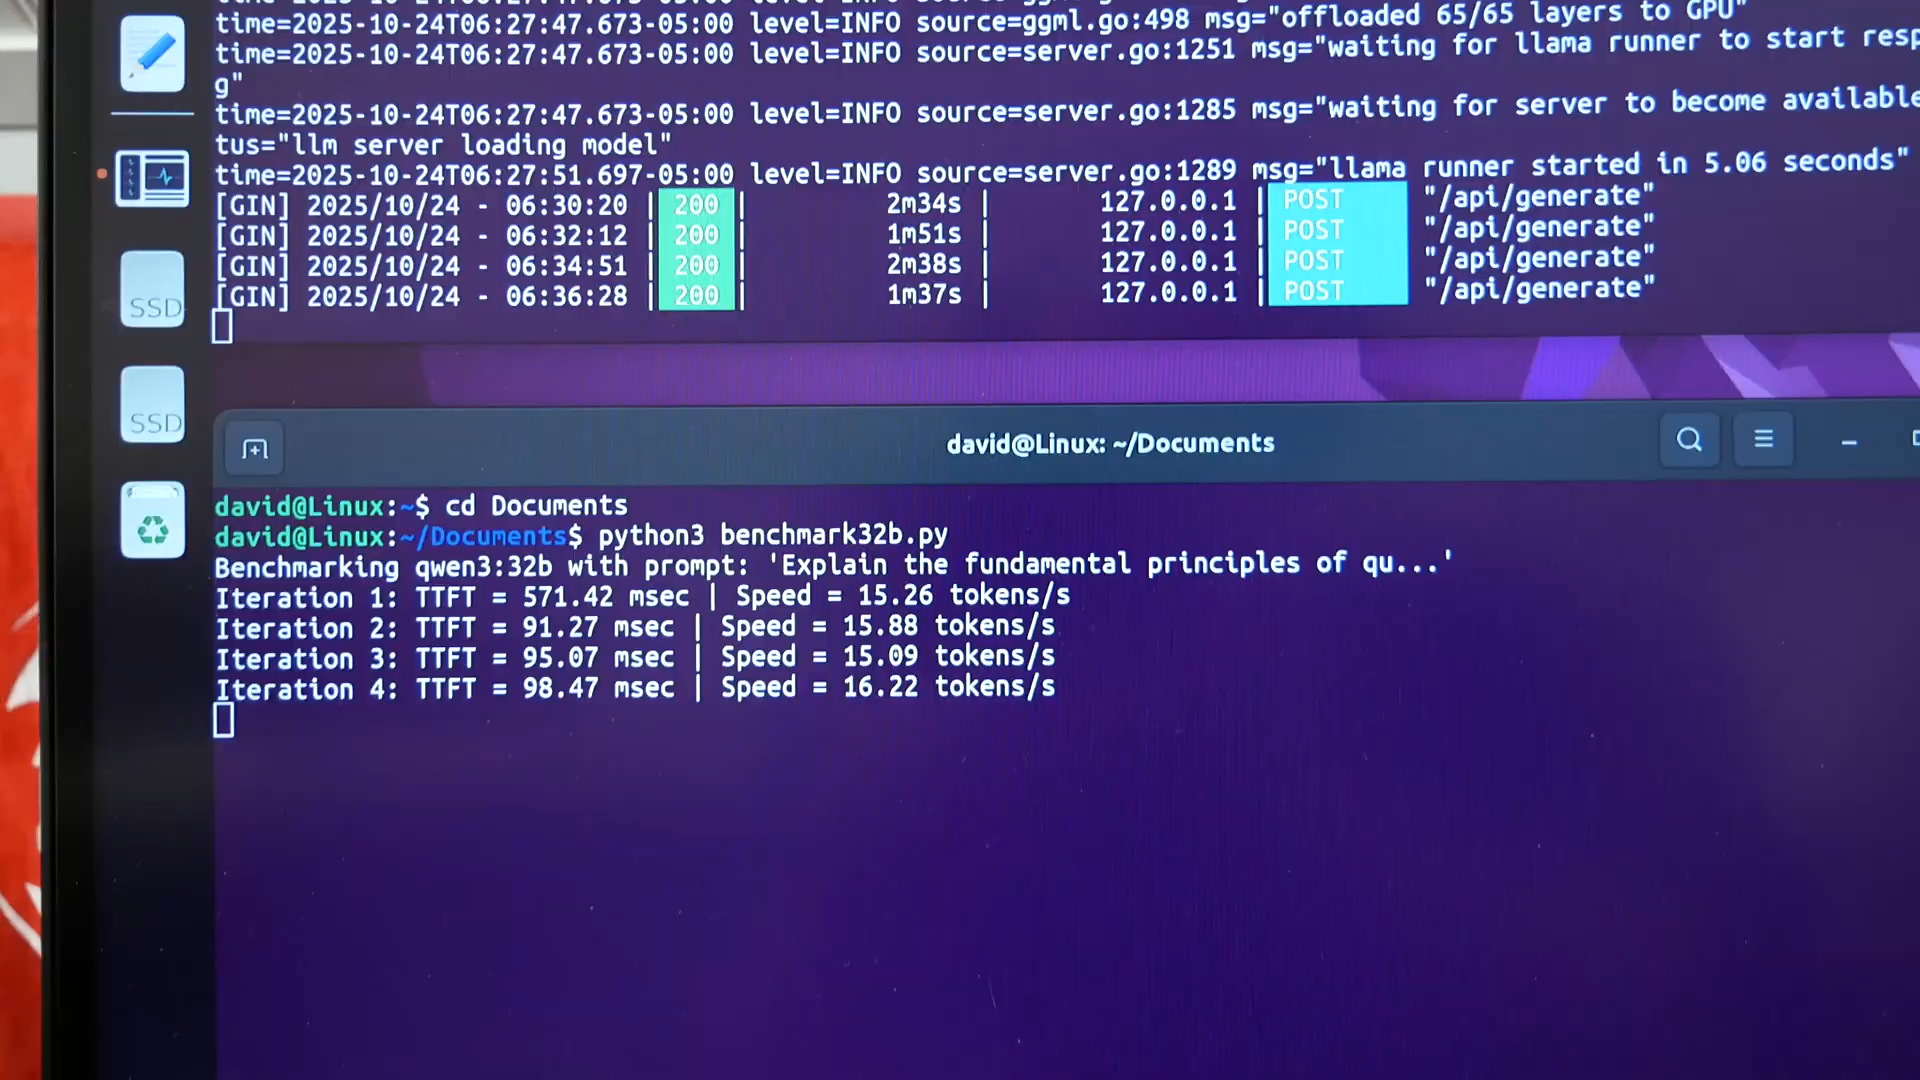 time=2025-10-24T06:27:47.673-05:00 level=INFO source=ggml.go:498 msg="offloaded 65/65 layers to GPU"
time=2025-10-24T06:27:47.673-05:00 level=INFO source=server.go:1251 msg="waiting for llama runner to start resp
g"
time=2025-10-24T06:27:47.673-05:00 level=INFO source=server.go:1285 msg="waiting for server to become available
tus="llm server loading model"
time=2025-10-24T06:27:51.697-05:00 level=INFO source=server.go:1289 msg="llama runner started in 5.06 seconds"
[GIN] 2025/10/24 - 06:30:20 | 200 | 2m34s | 127.0.0.1 | POST "/api/generate"
[GIN] 2025/10/24 - 06:32:12 | 200 | 1m51s | 127.0.0.1 | POST "/api/generate"
[GIN] 2025/10/24 - 06:34:51 | 200 | 2m38s | 127.0.0.1 | POST "/api/generate"
[GIN] 2025/10/24 - 06:36:28 | 200 | 1m37s | 127.0.0.1 | POST "/api/generate"
SSD
SSD
david@Linux: ~/Documents
david@Linux:~$ cd Documents
david@Linux:~/Documents$ python3 benchmark32b.py
Benchmarking qwen3:32b with prompt: 'Explain the fundamental principles of qu...'
Iteration 1: TTFT = 571.42 msec | Speed = 15.26 tokens/s
Iteration 2: TTFT = 91.27 msec | Speed = 15.88 tokens/s
Iteration 3: TTFT = 95.07 msec | Speed = 15.09 tokens/s
Iteration 4: TTFT = 98.47 msec | Speed = 16.22 tokens/s